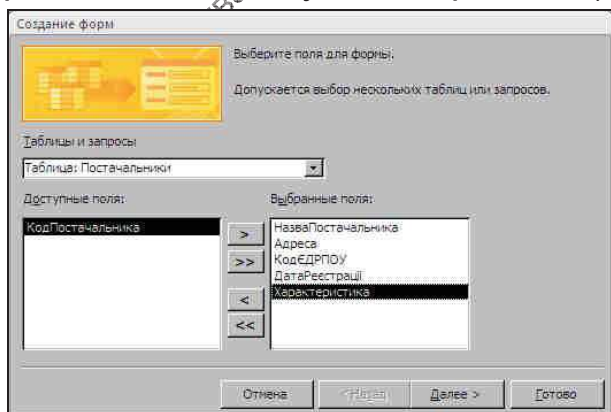 Создание форм
Выберите поля для формы.
Допускается выбор нескольких таблиц или запросов.
Таблицы и запросы
Таблица: Постачальники
Доступные поля:
Выбранные поля:
КодПостачальника
НазваПостачальника
Адреса
КодЄДРПОУ
ДатаРеєстрації
Характеристика
>
>>
<
<<
Отмена
< Назад
Далее >
Готово